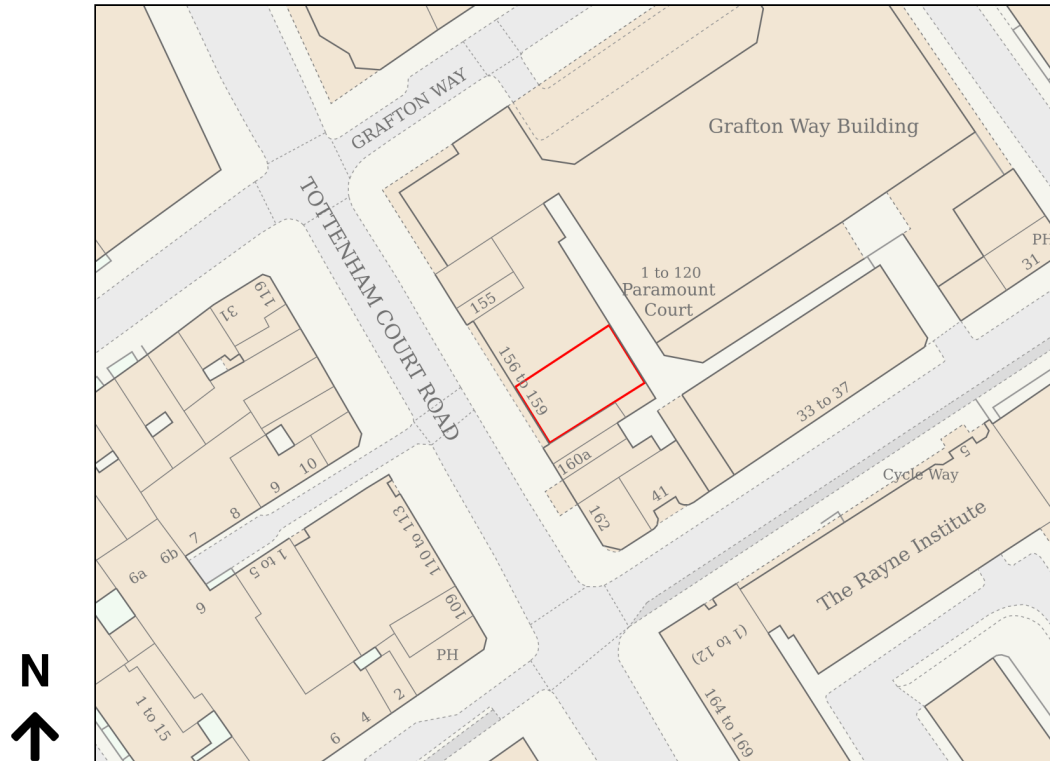 GRAFTON WAY
Grafton Way Building
TOTTENHAM COURT ROAD
PH
31
1 to 120
Paramount
Court
155
119
31
156 to 159
33 to 37
160a
Cycle Way
5
10
9
8
7
6b
6a
41
162
1 to 5
110 to 113
The Rayne Institute
9
109
(1 to 12)
PH
N
2
4
6
1 to 15
164 to 169